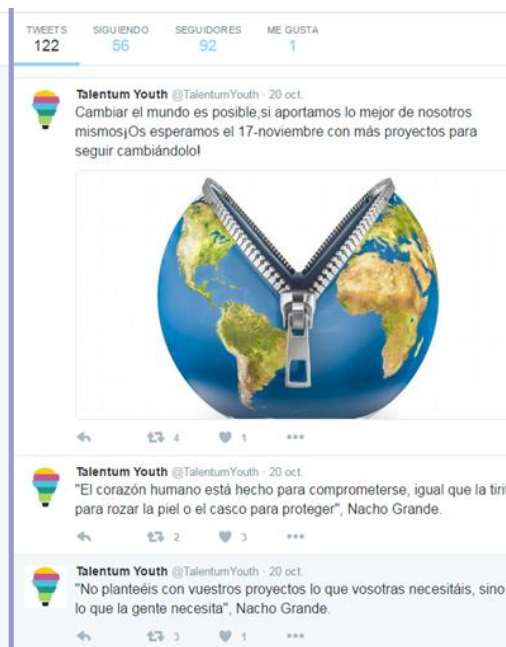 TWEETS SIGUIENDO SEGUIDORES ME GUSTA
122 56 92 1
Talentum Youth @TalentumYouth · 20 oct.
Cambiar el mundo es posible,si aportamos lo mejor de nosotros
mismos¡Os esperamos el 17-noviembre con más proyectos para
seguir cambiándolo!
4 1
Talentum Youth @TalentumYouth · 20 oct.
"El corazón humano está hecho para comprometerse, igual que la
para rozar la piel o el casco para proteger", Nacho Grande.
2 3
Talentum Youth @TalentumYouth · 20 oct.
"No planteéis con vuestros proyectos lo que vosotras necesitáis, sino
lo que la gente necesita", Nacho Grande.
3 1